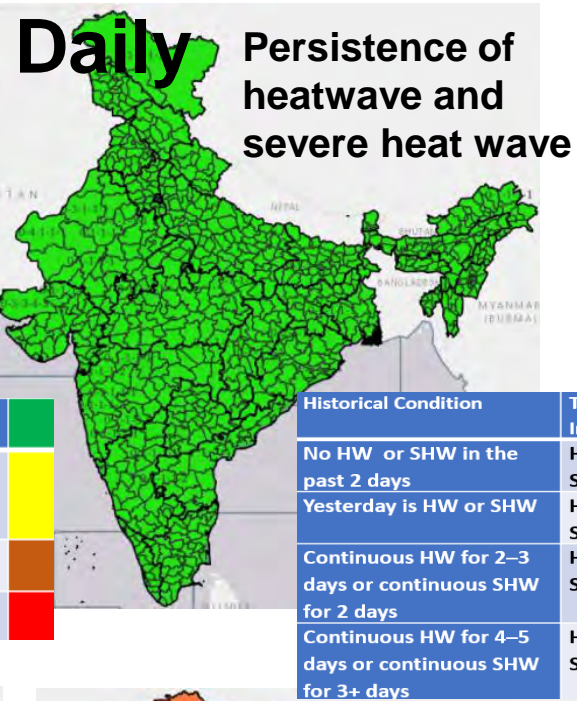 Daily
Persistence of
heatwave and
severe heat wave
TAN
NEPAL
BHUTAN
BANGLADESH
MYANMAR
(BURMA)
Historical Condition
No HW or SHW in the
past 2 days
Yesterday is HW or SHW
Continuous HW for 2–3
days or continuous SHW
for 2 days
Continuous HW for 4–5
days or continuous SHW
for 3+ days